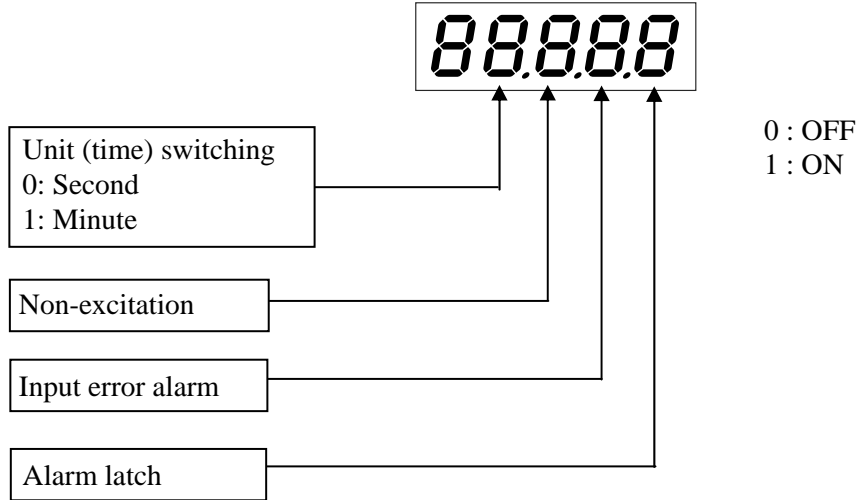 88.8.8.8
Unit (time) switching
0: Second
1: Minute
0 : OFF
1 : ON
Non-excitation
Input error alarm
Alarm latch